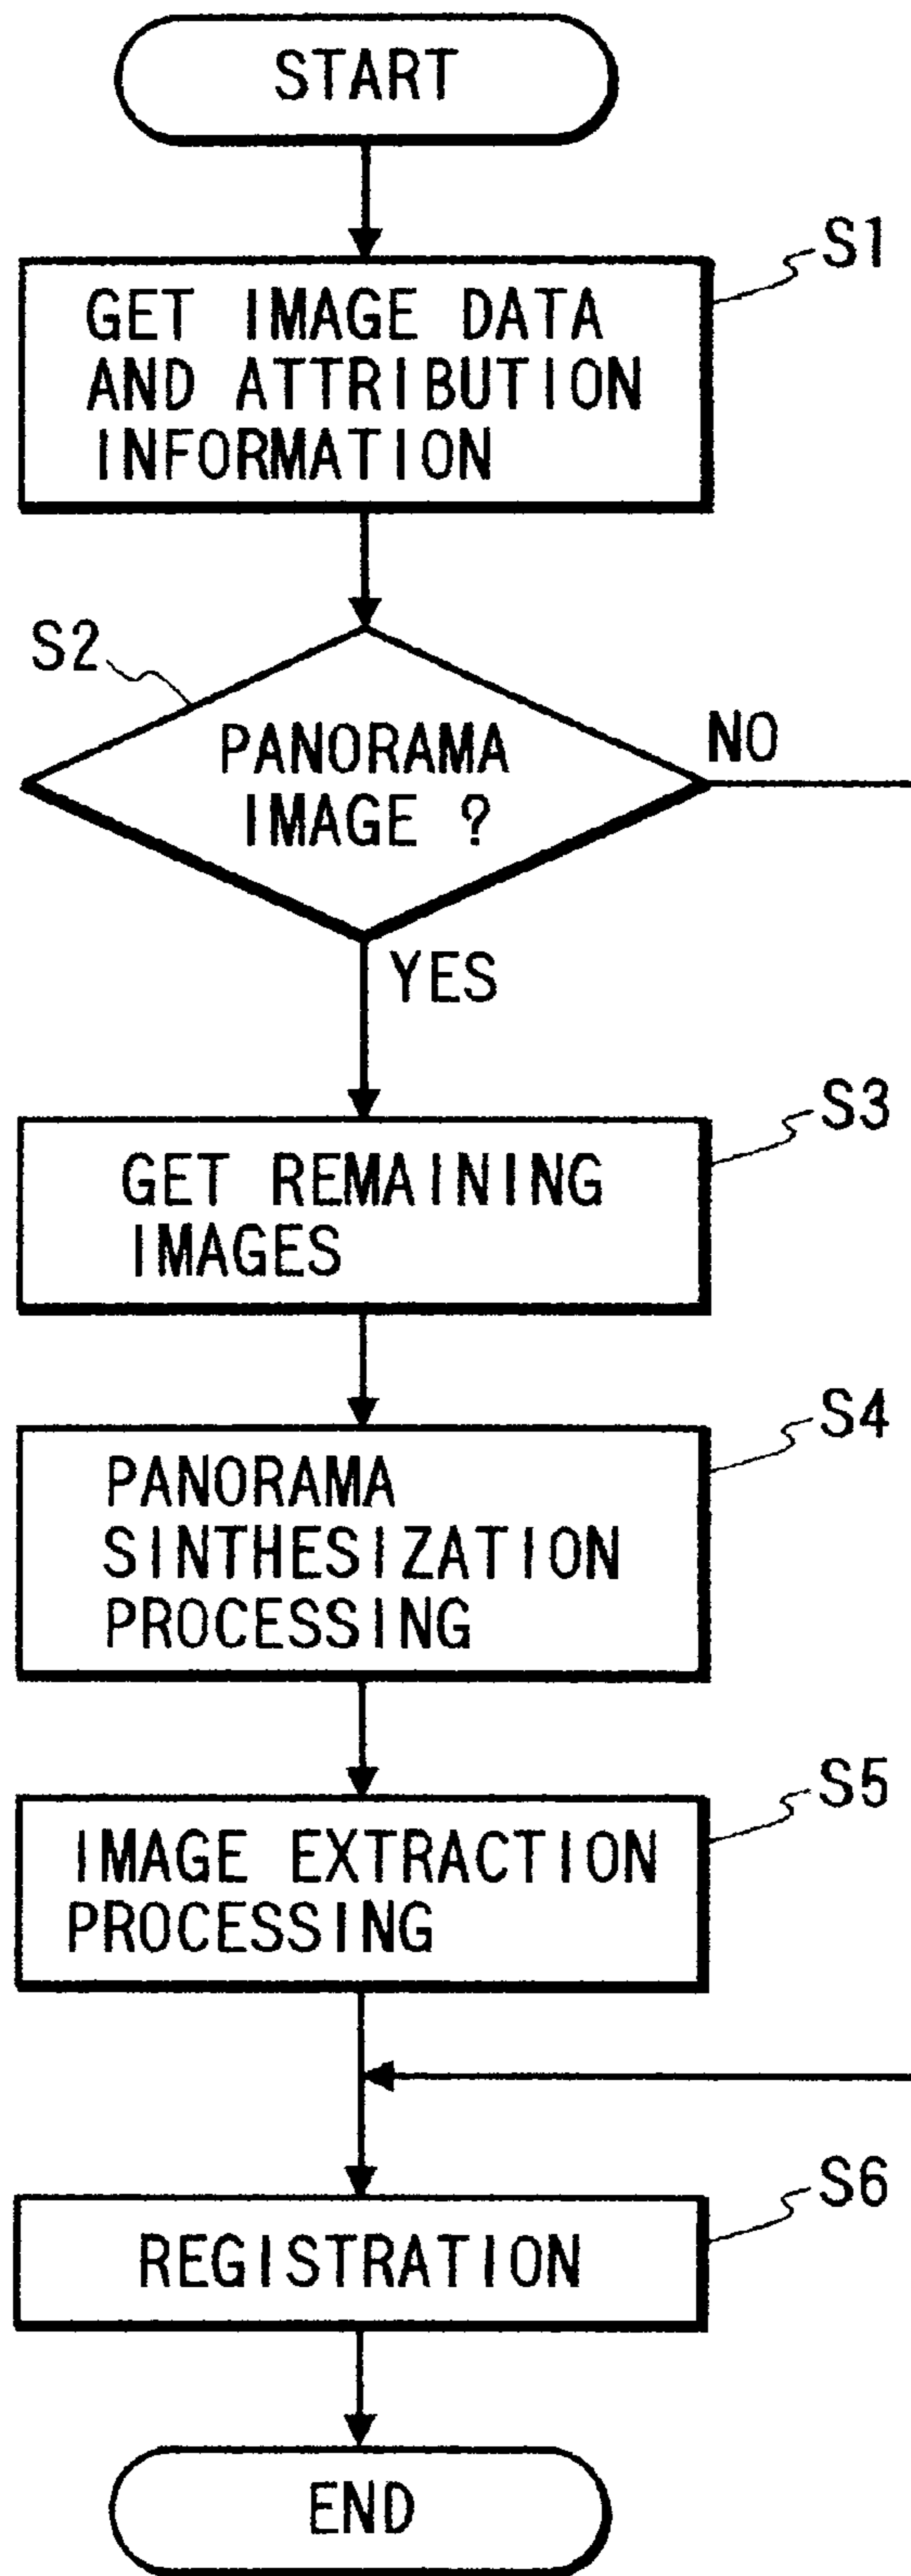 START
S1
GET IMAGE DATA
AND ATTRIBUTION
INFORMATION
S2
PANORAMA
IMAGE ?
NO
YES
S3
GET REMAINING
IMAGES
S4
PANORAMA
SINTHESIZATION
PROCESSING
S5
IMAGE EXTRACTION
PROCESSING
S6
REGISTRATION
END